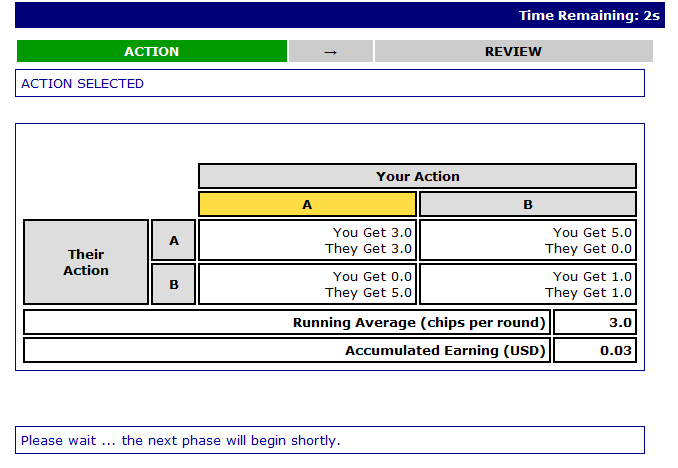 Time Remaining: 2s
ACTION → REVIEW
ACTION SELECTED
Your Action
A B
Their Action
A
You Get 3.0
They Get 3.0
You Get 5.0
They Get 0.0
B
You Get 0.0
They Get 5.0
You Get 1.0
They Get 1.0
Running Average (chips per round) 3.0
Accumulated Earning (USD) 0.03
Please wait ... the next phase will begin shortly.